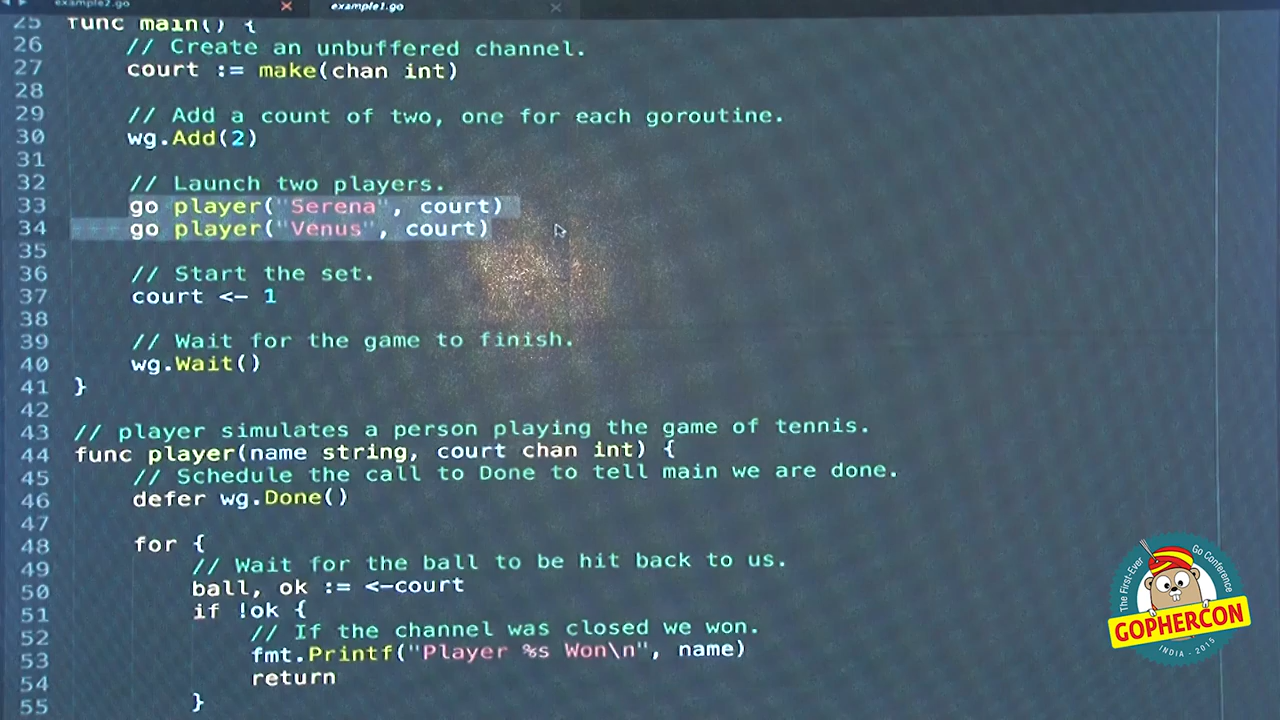 example2.go
example1.go
25 func main() {
26 // Create an unbuffered channel.
27 court := make(chan int)
28
29 // Add a count of two, one for each goroutine.
30 wg.Add(2)
31
32 // Launch two players.
33 go player("Serena", court)
34 go player("Venus", court)
35
36 // Start the set.
37 court <- 1
38
39 // Wait for the game to finish.
40 wg.Wait()
41 }
42
43 // player simulates a person playing the game of tennis.
44 func player(name string, court chan int) {
45 // Schedule the call to Done to tell main we are done.
46 defer wg.Done()
47
48 for {
49 // Wait for the ball to be hit back to us.
50 ball, ok := <-court
51 if !ok {
52 // If the channel was closed we won.
53 fmt.Printf("Player %s Won\n", name)
54 return
55 }
The First-Ever Go Conference
GOPHERCON
INDIA - 2015